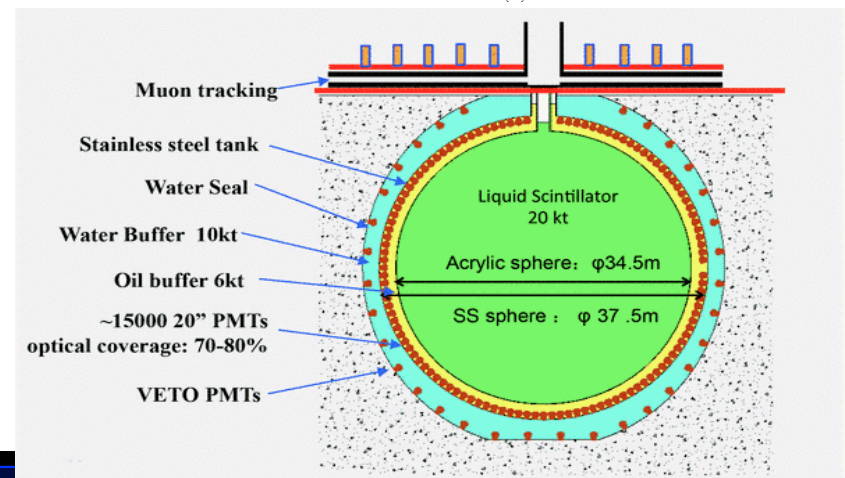 Muon tracking
Stainless steel tank
Water Seal
Water Buffer 10kt
Oil buffer 6kt
~15000 20” PMTs
optical coverage: 70-80%
VETO PMTs
Liquid Scintillator
20 kt
Acrylic sphere： φ34.5m
SS sphere： φ 37 .5m